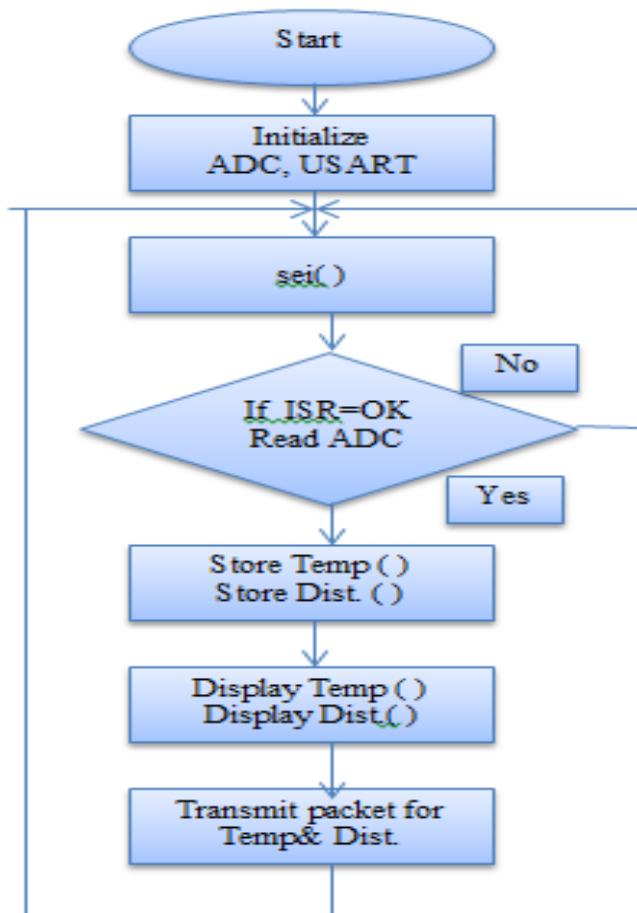 Start
Initialize
ADC, USART
sei( )
No
If ISR=OK
Read ADC
Yes
Store Temp ( )
Store Dist. ( )
Display Temp ( )
Display Dist.( )
Transmit packet for
Temp& Dist.